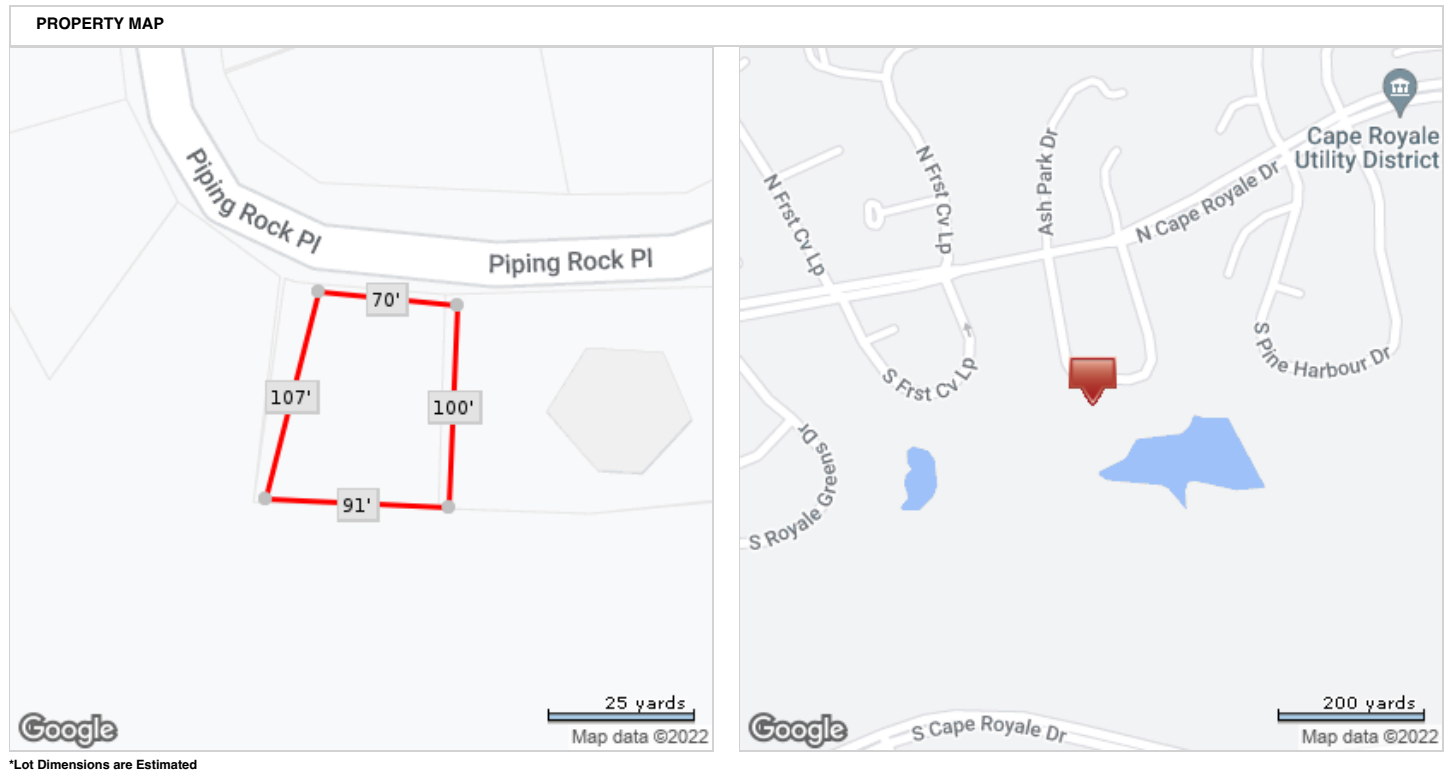 PROPERTY MAP
Piping Rock Pl
Piping Rock Pl
70'
107'
100'
91'
25 yards
Google
Map data ©2022
Cape Royale
Utility District
N Frst Cv Lp
N Frst Cv Lp
Ash Park Dr
N Cape Royale Dr
S Frst Cv Lp
S Pine Harbour Dr
S Royale Greens Dr
S Cape Royale Dr
200 yards
Google
Map data ©2022
*Lot Dimensions are Estimated